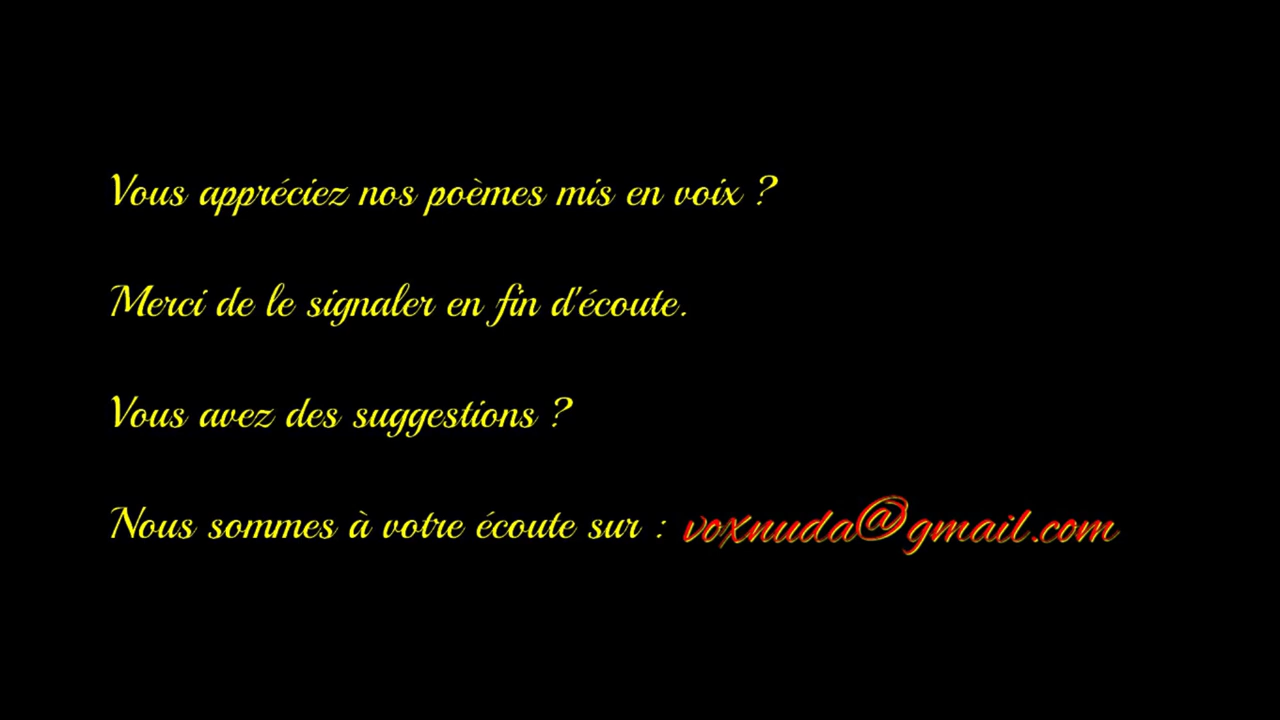 Vous appréciez nos poèmes mis en voix ?
Merci de le signaler en fin d'écoute.
Vous avez des suggestions ?
Nous sommes à votre écoute sur : voxnuda@gmail.com